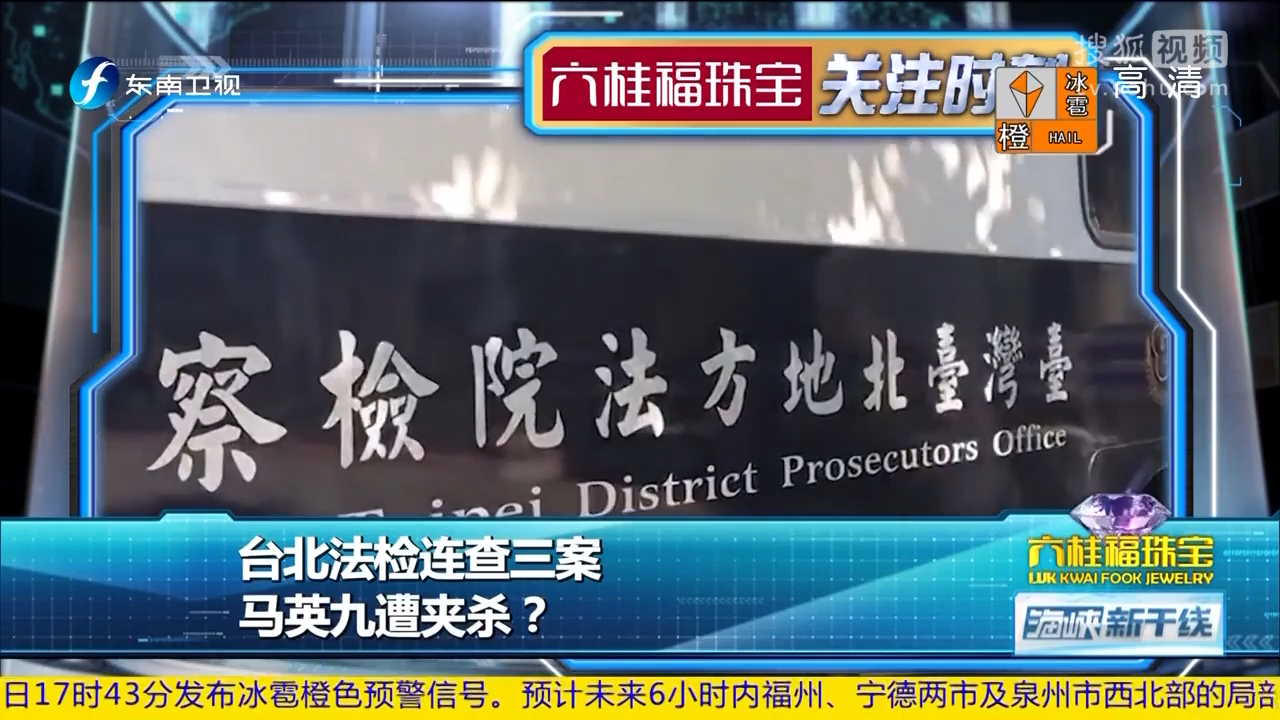 搜狐视频
高清
东南卫视
六桂福珠宝
关注时刻
冰雹
橙
HAIL
察檢院法方地北臺灣臺
Taipei District Prosecutors Office
台北法检连查三案
马英九遭夹杀？
六桂福珠宝
LUK KWAI FOOK JEWELRY
海峡新干线
日17时43分发布冰雹橙色预警信号。预计未来6小时内福州、宁德两市及泉州市西北部的局部